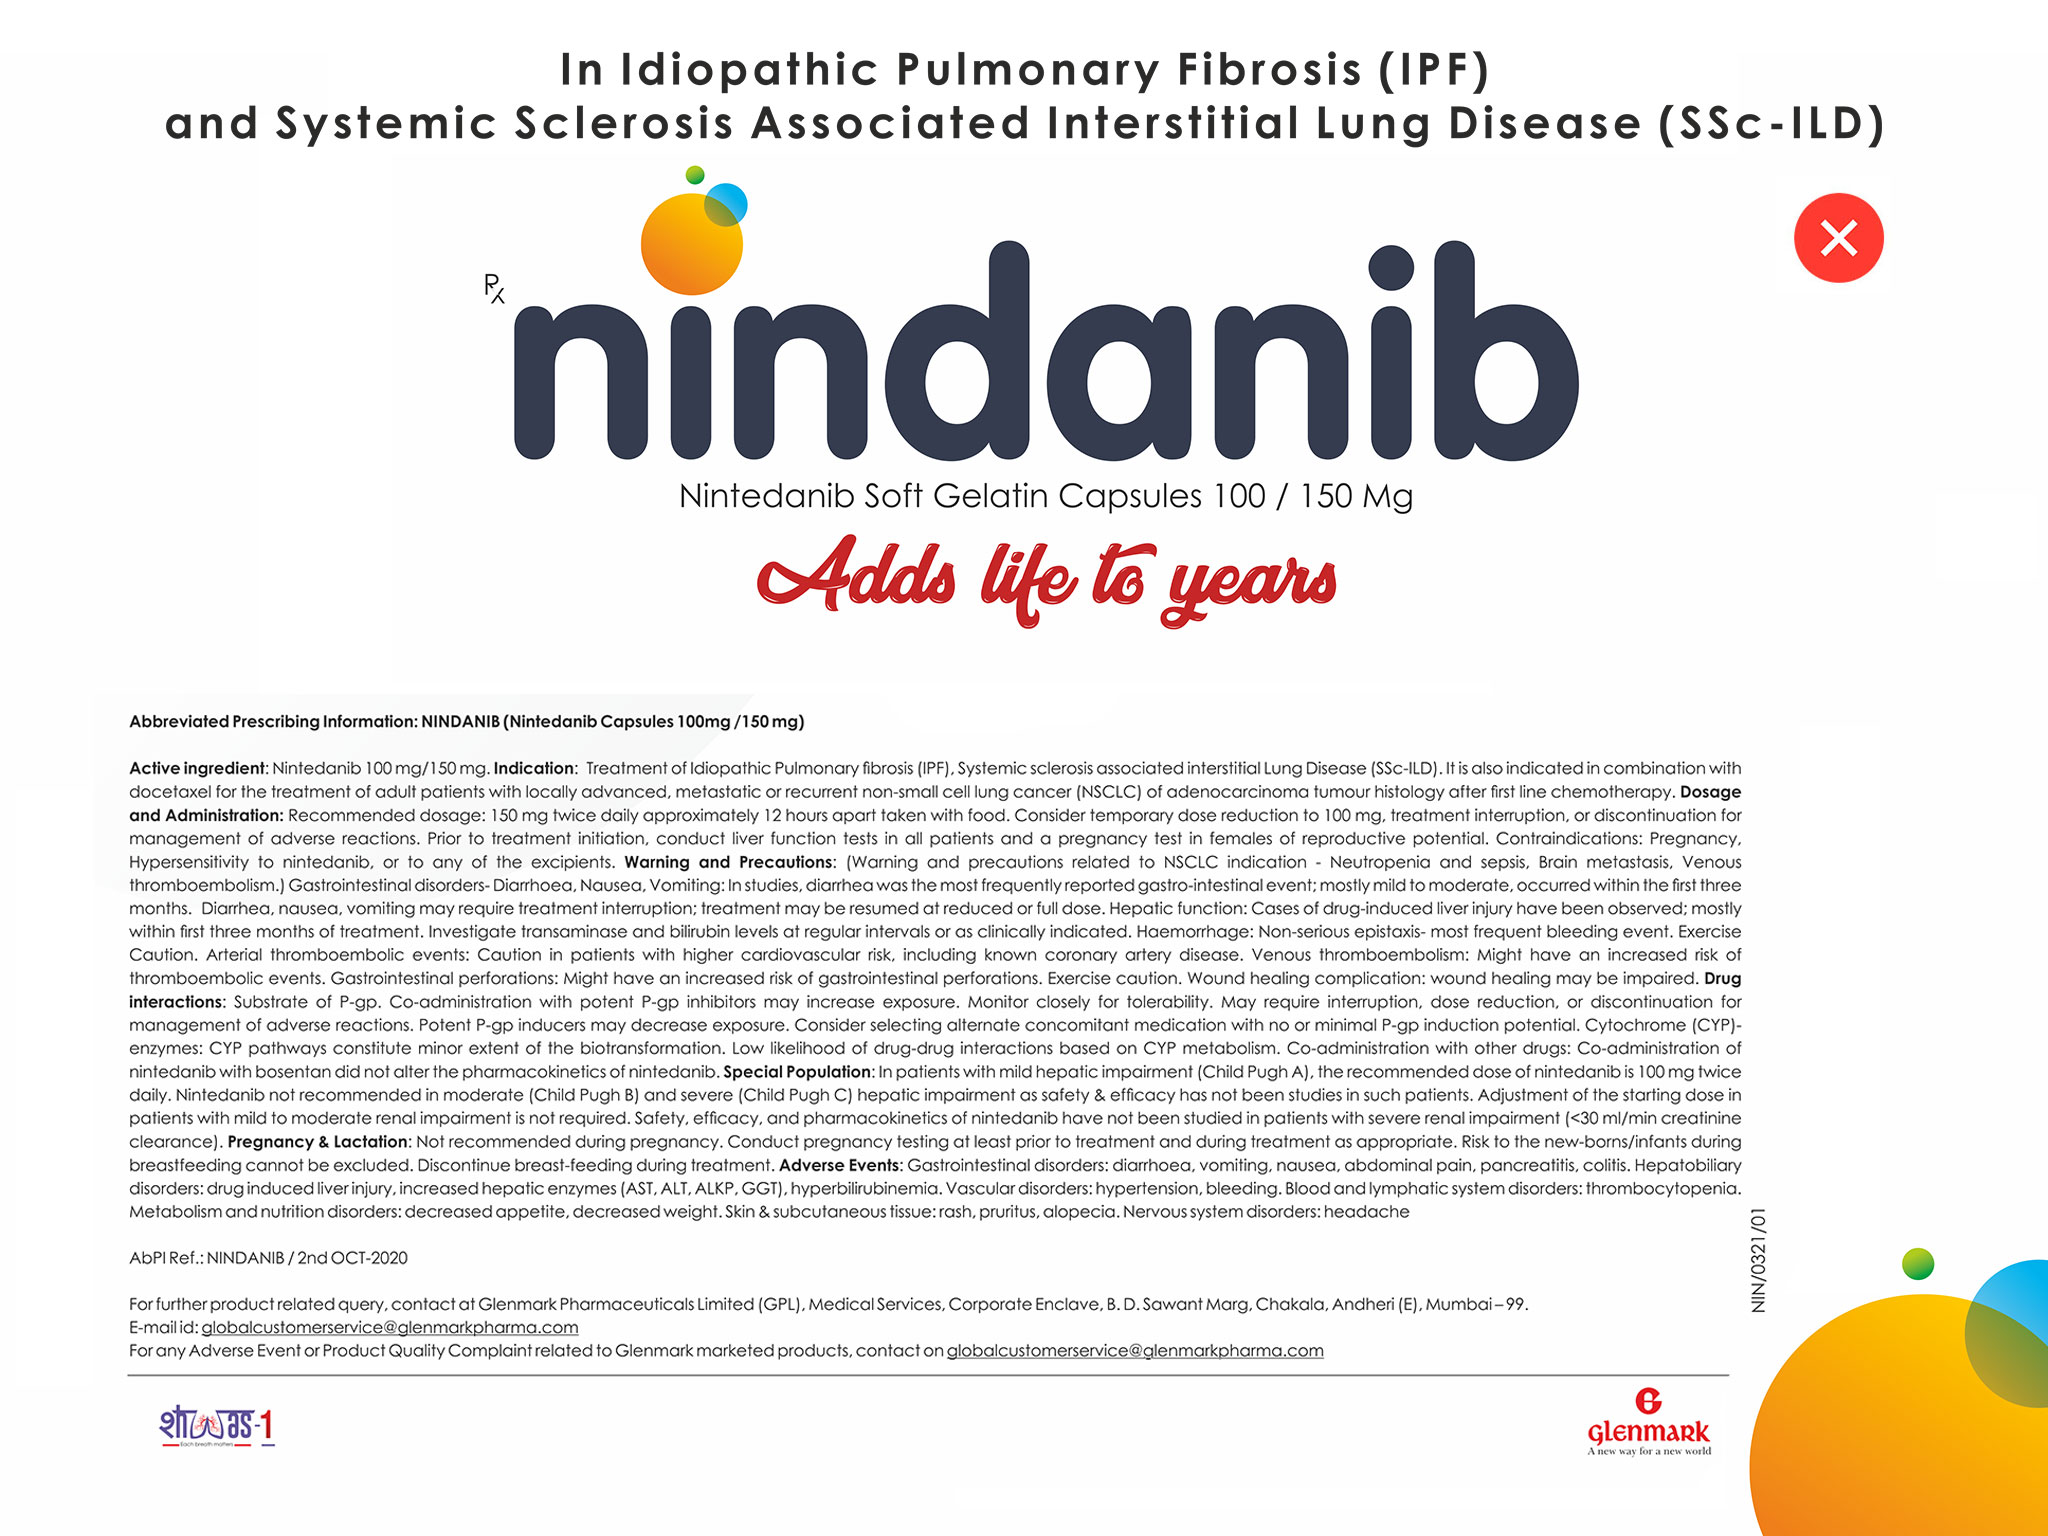 In Idiopathic Pulmonary Fibrosis (IPF)
and Systemic Sclerosis Associated Interstitial Lung Disease (SSc-ILD)
Rx
nindanib
Nintedanib Soft Gelatin Capsules 100 / 150 Mg
Adds life to years
Abbreviated Prescribing Information: NINDANIB (Nintedanib Capsules 100mg /150 mg)
Active ingredient: Nintedanib 100 mg/150 mg. Indication: Treatment of Idiopathic Pulmonary fibrosis (IPF), Systemic sclerosis associated interstitial Lung Disease (SSc-ILD). It is also indicated in combination with
docetaxel for the treatment of adult patients with locally advanced, metastatic or recurrent non-small cell lung cancer (NSCLC) of adenocarcinoma tumour histology after first line chemotherapy. Dosage
and Administration: Recommended dosage: 150 mg twice daily approximately 12 hours apart taken with food. Consider temporary dose reduction to 100 mg, treatment interruption, or discontinuation for
management of adverse reactions. Prior to treatment initiation, conduct liver function tests in all patients and a pregnancy test in females of reproductive potential. Contraindications: Pregnancy,
Hypersensitivity to nintedanib, or to any of the excipients. Warning and Precautions: (Warning and precautions related to NSCLC indication - Neutropenia and sepsis, Brain metastasis, Venous
thromboembolism.) Gastrointestinal disorders- Diarrhoea, Nausea, Vomiting: In studies, diarrhea was the most frequently reported gastro-intestinal event; mostly mild to moderate, occurred within the first three
months. Diarrhea, nausea, vomiting may require treatment interruption; treatment may be resumed at reduced or full dose. Hepatic function: Cases of drug-induced liver injury have been observed; mostly
within first three months of treatment. Investigate transaminase and bilirubin levels at regular intervals or as clinically indicated. Haemorrhage: Non-serious epistaxis- most frequent bleeding event. Exercise
Caution. Arterial thromboembolic events: Caution in patients with higher cardiovascular risk, including known coronary artery disease. Venous thromboembolism: Might have an increased risk of
thromboembolic events. Gastrointestinal perforations: Might have an increased risk of gastrointestinal perforations. Exercise caution. Wound healing complication: wound healing may be impaired. Drug
interactions: Substrate of P-gp. Co-administration with potent P-gp inhibitors may increase exposure. Monitor closely for tolerability. May require interruption, dose reduction, or discontinuation for
management of adverse reactions. Potent P-gp inducers may decrease exposure. Consider selecting alternate concomitant medication with no or minimal P-gp induction potential. Cytochrome (CYP)-
enzymes: CYP pathways constitute minor extent of the biotransformation. Low likelihood of drug-drug interactions based on CYP metabolism. Co-administration with other drugs: Co-administration of
nintedanib with bosentan did not alter the pharmacokinetics of nintedanib. Special Population: In patients with mild hepatic impairment (Child Pugh A), the recommended dose of nintedanib is 100 mg twice
daily. Nintedanib not recommended in moderate (Child Pugh B) and severe (Child Pugh C) hepatic impairment as safety & efficacy has not been studies in such patients. Adjustment of the starting dose in
patients with mild to moderate renal impairment is not required. Safety, efficacy, and pharmacokinetics of nintedanib have not been studied in patients with severe renal impairment (<30 ml/min creatinine
clearance). Pregnancy & Lactation: Not recommended during pregnancy. Conduct pregnancy testing at least prior to treatment and during treatment as appropriate. Risk to the new-borns/infants during
breastfeeding cannot be excluded. Discontinue breast-feeding during treatment. Adverse Events: Gastrointestinal disorders: diarrhoea, vomiting, nausea, abdominal pain, pancreatitis, colitis. Hepatobiliary
disorders: drug induced liver injury, increased hepatic enzymes (AST, ALT, ALKP, GGT), hyperbilirubinemia. Vascular disorders: hypertension, bleeding. Blood and lymphatic system disorders: thrombocytopenia.
Metabolism and nutrition disorders: decreased appetite, decreased weight. Skin & subcutaneous tissue: rash, pruritus, alopecia. Nervous system disorders: headache
AbPI Ref.: NINDANIB / 2nd OCT-2020
NIN/0321/01
For further product related query, contact at Glenmark Pharmaceuticals Limited (GPL), Medical Services, Corporate Enclave, B. D. Sawant Marg, Chakala, Andheri (E), Mumbai – 99.
E-mail id: globalcustomerservice@glenmarkpharma.com
For any Adverse Event or Product Quality Complaint related to Glenmark marketed products, contact on globalcustomerservice@glenmarkpharma.com
शhwas-1
Each breath matters
glenmark
A new way for a new world